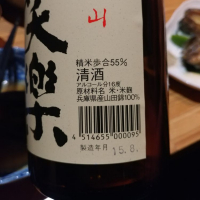 山
樂
精米歩合55%
清酒
アルコール分16度
原材料名 米・米麹
兵庫県産山田錦100%
4514655000095
製造年月 15.8.